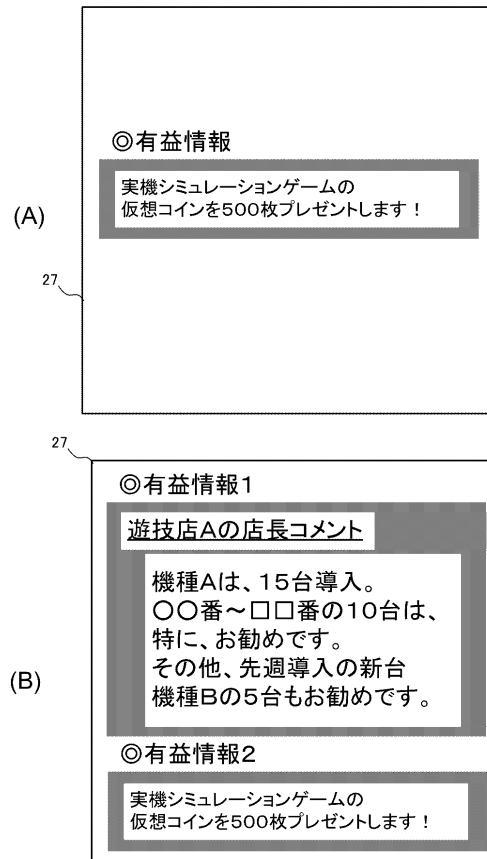 ◎有益情報
実機シミュレーションゲームの
仮想コインを500枚プレゼントします！
(A)
27
27
◎有益情報1
遊技店Aの店長コメント
機種Aは、15台導入。
○○番～□□番の10台は、
特に、お勧めです。
その他、先週導入の新台
機種Bの5台もお勧めです。
(B)
◎有益情報2
実機シミュレーションゲームの
仮想コインを500枚プレゼントします！